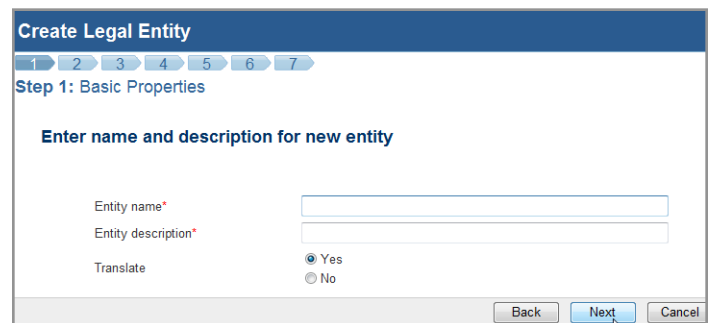 Create Legal Entity
1 2 3 4 5 6 7
Step 1: Basic Properties
Enter name and description for new entity
Entity name*
Entity description*
Translate
Yes
No
Back Next Cancel